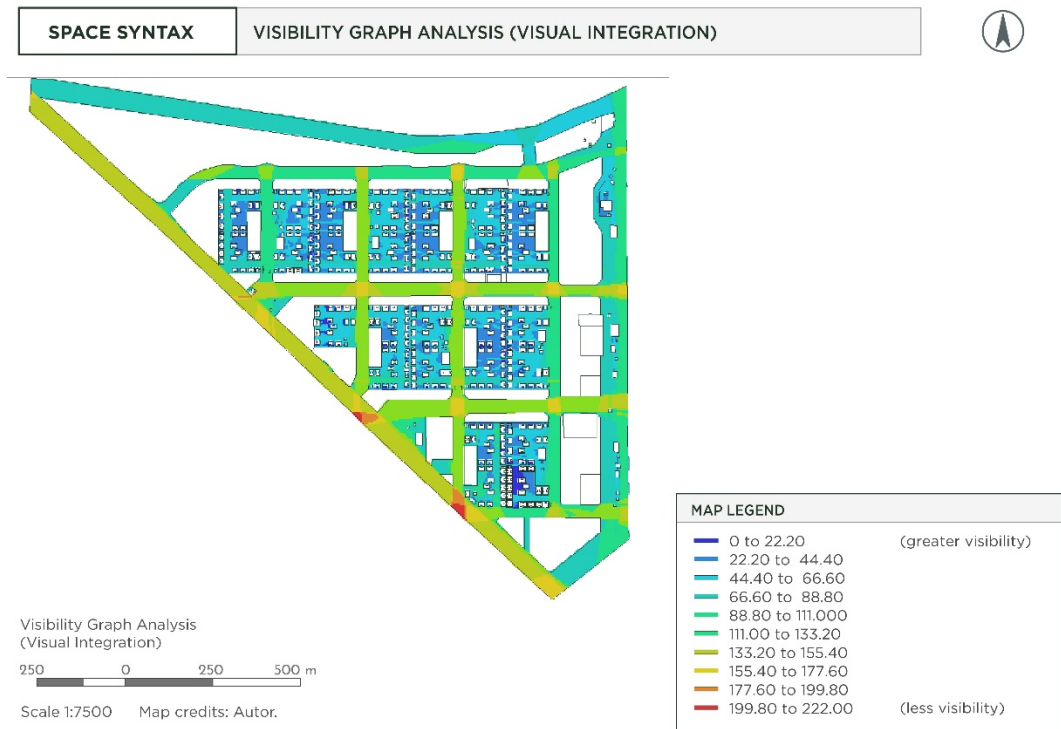 SPACE SYNTAX
VISIBILITY GRAPH ANALYSIS (VISUAL INTEGRATION)
MAP LEGEND
0 to 22.20 (greater visibility)
22.20 to 44.40
44.40 to 66.60
66.60 to 88.80
88.80 to 111.000
111.00 to 133.20
133.20 to 155.40
155.40 to 177.60
177.60 to 199.80
199.80 to 222.00 (less visibility)
Visibility Graph Analysis
(Visual Integration)
250 0 250 500 m
Scale 1:7500 Map credits: Autor.